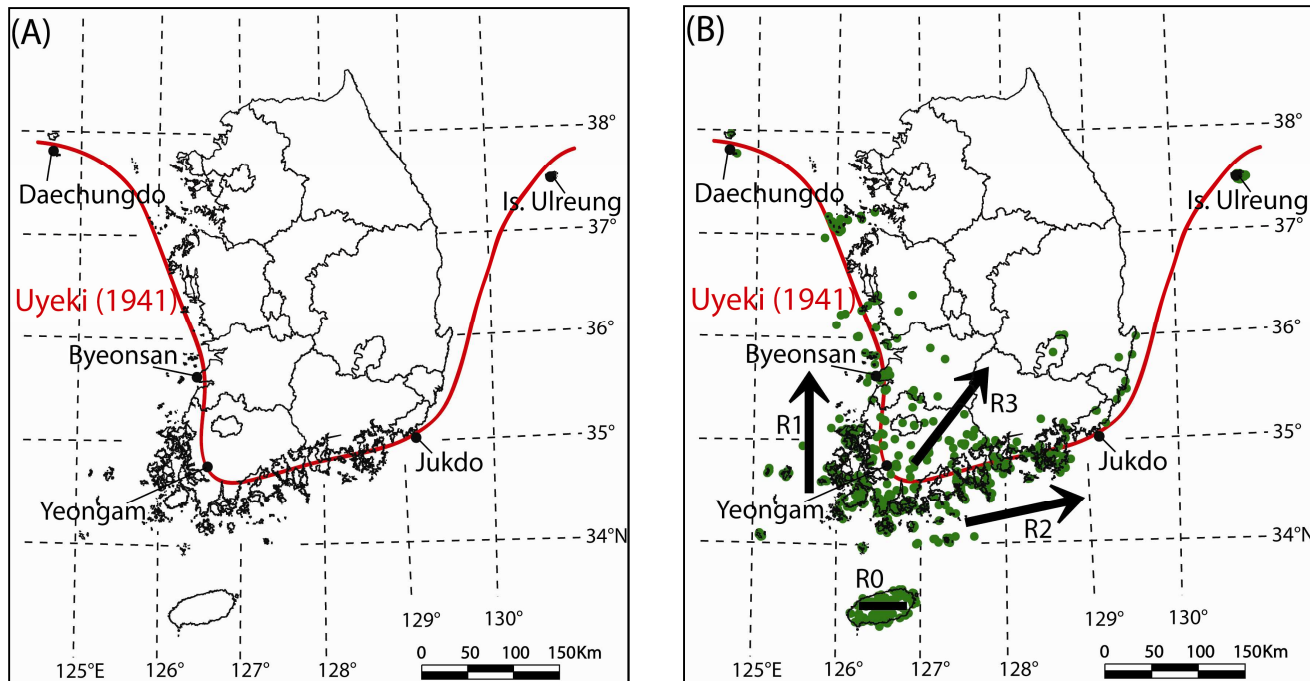 (A)
38°
Daechungdo
Is. Ulreung
37°
Uyeki (1941)
36°
Byeonsan
35°
Jukdo
Yeongam
34°N
129° 130°
125°E 126° 127° 128°
0 50 100 150Km
(B)
38°
Daechungdo
Is. Ulreung
37°
Uyeki (1941)
36°
Byeonsan
R3
R1
35°
Jukdo
Yeongam
R2
34°N
R0
129° 130°
125°E 126° 127° 128°
0 50 100 150Km